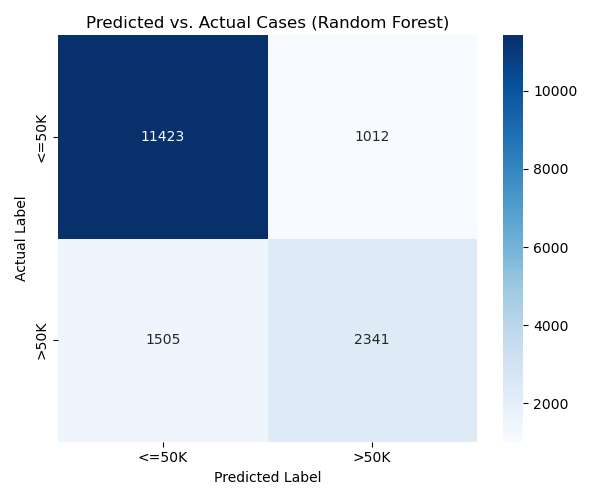 Predicted vs. Actual Cases (Random Forest)
Actual Label
<=50K
11423
1012
>50K
1505
2341
<=50K
>50K
Predicted Label
10000
8000
6000
4000
2000